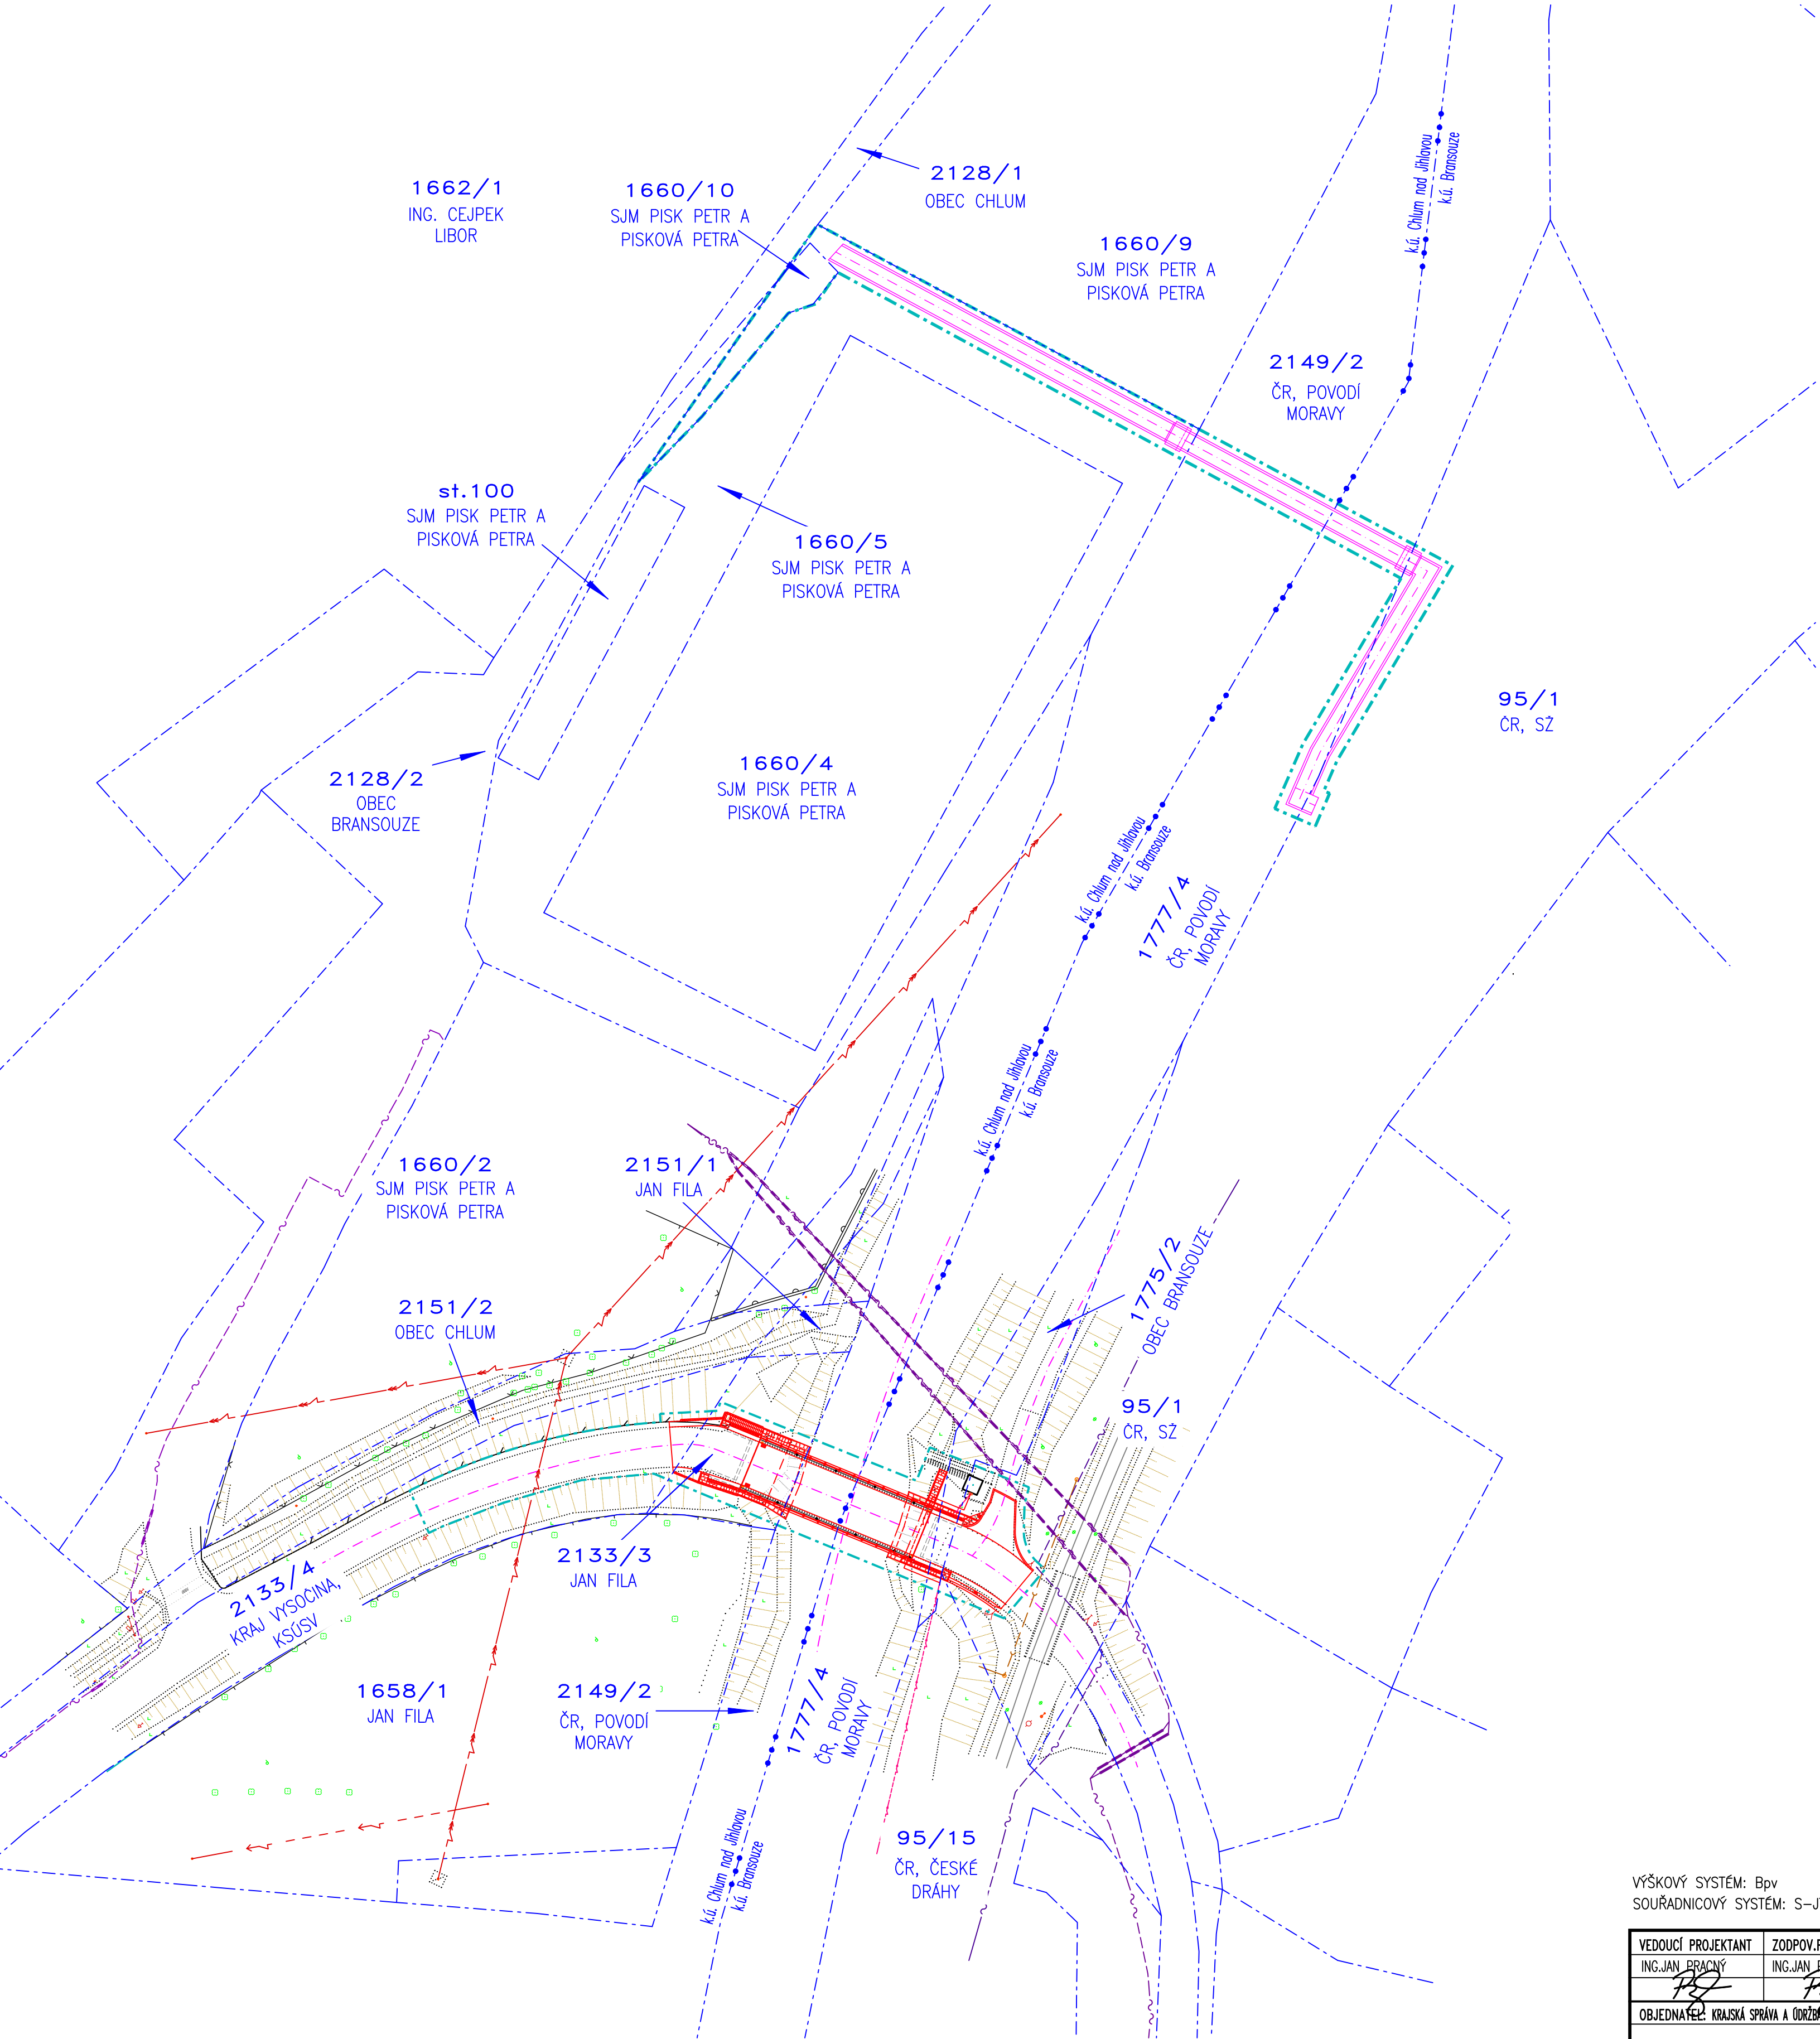 2128/1
OBEC CHLUM
1662/1
ING. CEJPEK
LIBOR
1660/10
SJM PISK PETR A
PISKOVÁ PETRA
k.ú. Chlum nad Jihlavou
k.ú. Bransouze
1660/9
SJM PISK PETR A
PISKOVÁ PETRA
2149/2
ČR, POVODÍ
MORAVY
st.100
SJM PISK PETR A
PISKOVÁ PETRA
1660/5
SJM PISK PETR A
PISKOVÁ PETRA
95/1
ČR, SŽ
2128/2
OBEC
BRANSOUZE
1660/4
SJM PISK PETR A
PISKOVÁ PETRA
k.ú. Chlum nad Jihlavou
k.ú. Bransouze
1777/4
ČR, POVODÍ
MORAVY
k.ú. Chlum nad Jihlavou
k.ú. Bransouze
1660/2
SJM PISK PETR A
PISKOVÁ PETRA
2151/1
JAN FILA
1775/2
OBEC BRANSOUZE
2151/2
OBEC CHLUM
95/1
ČR, SŽ
2133/3
JAN FILA
2133/4
KRAJ VYSOČINA,
KSÚSV
1658/1
JAN FILA
2149/2
ČR, POVODÍ
MORAVY
1777/4
ČR, POVODÍ
MORAVY
k.ú. Chlum nad Jihlavou
k.ú. Bransouze
95/15
ČR, ČESKÉ
DRÁHY
VÝŠKOVÝ SYSTÉM: Bpv
SOUŘADNICOVÝ SYSTÉM: S-J
VEDOUCÍ PROJEKTANT
ZODPOV.
ING.JAN PRACNÝ
ING.JAN
OBJEDNATEL: KRAJSKÁ SPRÁVA A ÚDRŽB